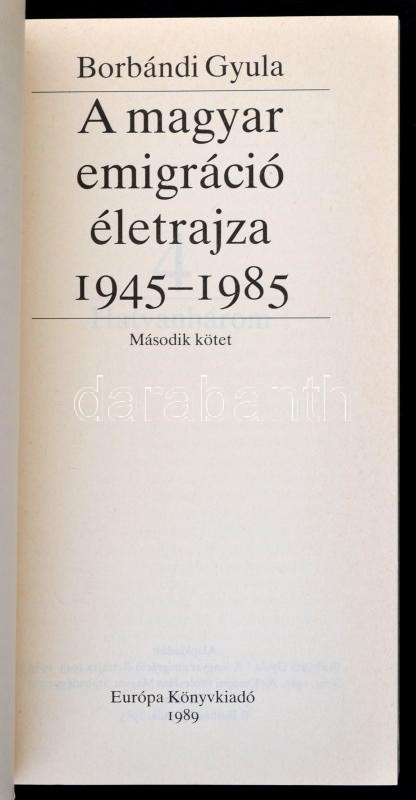 Borbándi Gyula
A magyar
emigráció
életrajza
1945–1985
Második kötet
darabanth
Európa Könyvkiadó
1989